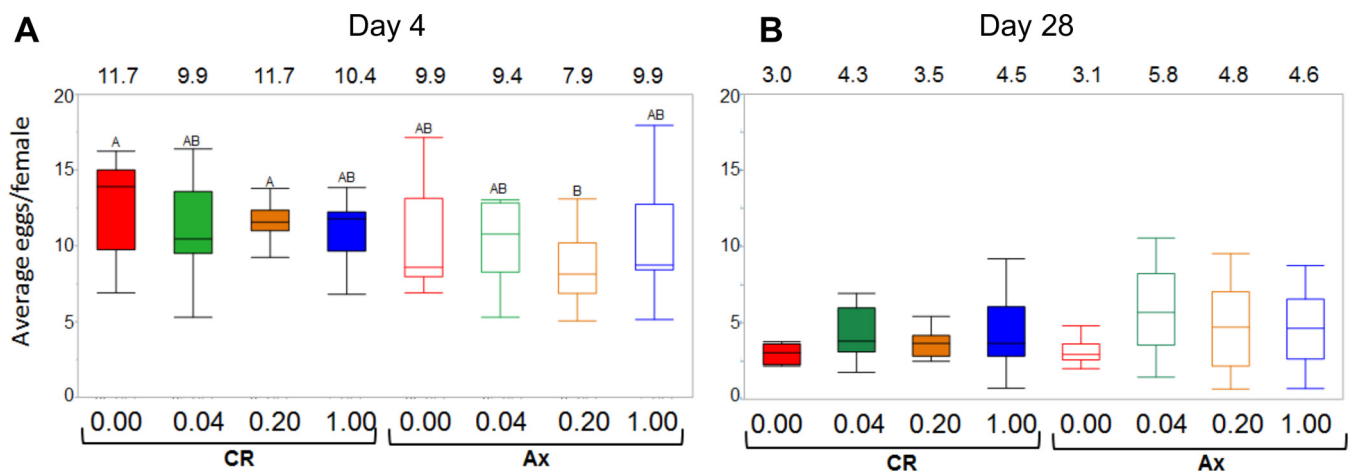 A Day 4
11.7 9.9 11.7 10.4 9.9 9.4 7.9 9.9
Average eggs/female
20
15
10
5
0
A AB A AB AB AB B AB
0.00 0.04 0.20 1.00 0.00 0.04 0.20 1.00
CR Ax
B Day 28
3.0 4.3 3.5 4.5 3.1 5.8 4.8 4.6
20
15
10
5
0
0.00 0.04 0.20 1.00 0.00 0.04 0.20 1.00
CR Ax